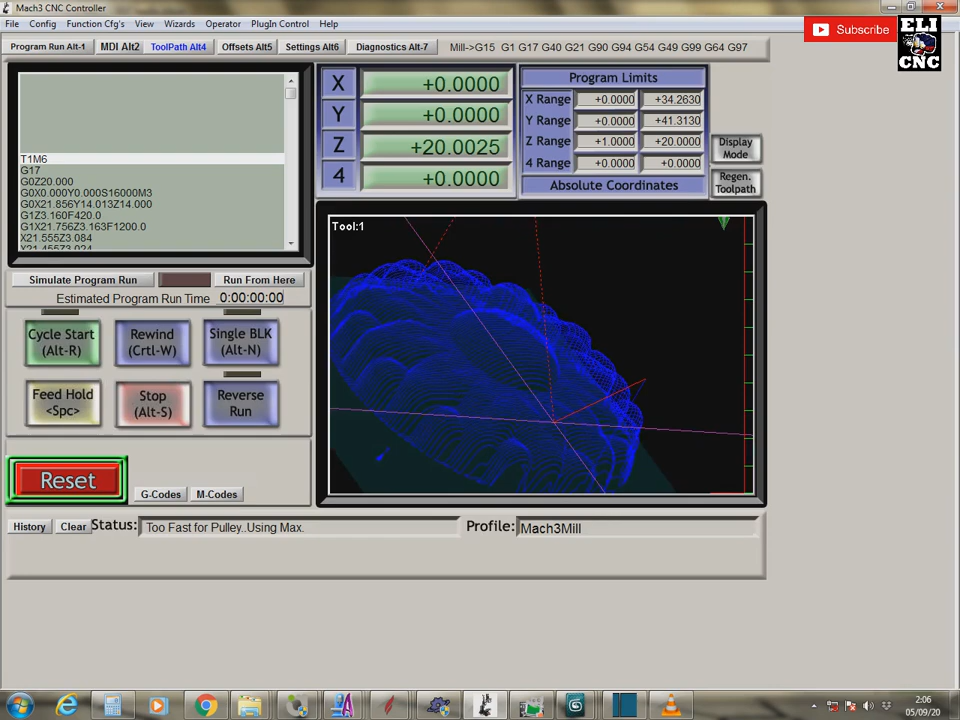 Mach3 CNC Controller
File Config Function Cfg's View Wizards Operator PlugIn Control Help
Subscribe
ELI
CNC
Program Run Alt-1 MDI Alt2 ToolPath Alt4 Offsets Alt5 Settings Alt6 Diagnostics Alt-7 Mill->G15 G1 G17 G40 G21 G90 G94 G54 G49 G99 G64 G97
T1M6
G17
G0Z20.000
G0X0.000Y0.000S16000M3
G0X21.856Y14.013Z14.000
G1Z3.160F420.0
G1X21.756Z3.163F1200.0
X21.555Z3.084
X21.455Z3.024
X +0.0000
Y +0.0000
Z +20.0025
4 +0.0000
Program Limits
X Range +0.0000 +34.2630
Y Range +0.0000 +41.3130
Z Range +1.0000 +20.0000
4 Range +0.0000 +0.0000
Absolute Coordinates
Display
Mode
Regen.
Toolpath
Tool:1
Simulate Program Run Run From Here
Estimated Program Run Time 0:00:00:00
Cycle Start
(Alt-R)
Rewind
(Crtl-W)
Single BLK
(Alt-N)
Feed Hold
<Spc>
Stop
(Alt-S)
Reverse
Run
Reset
G-Codes M-Codes
History Clear Status: Too Fast for Pulley..Using Max. Profile: Mach3Mill
2:06
05/09/20